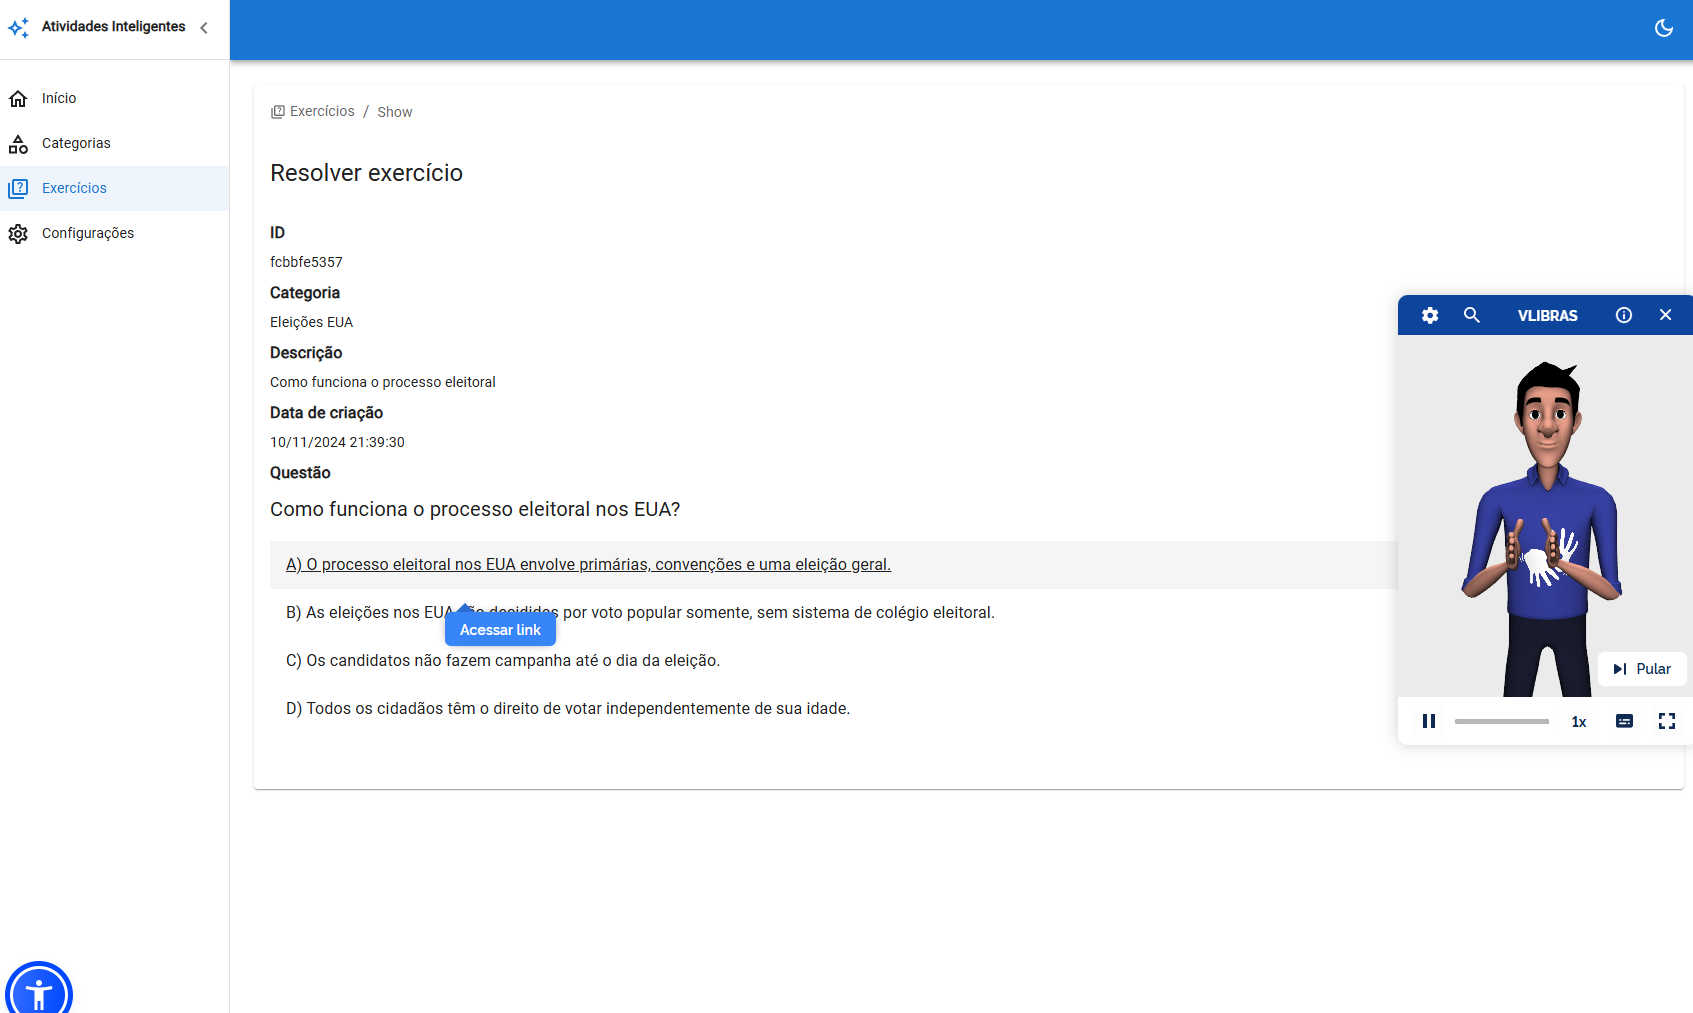 Atividades Inteligentes
Início
Categorias
Exercícios
Configurações
Exercícios / Show
Resolver exercício
ID
fcbbfe5357
Categoria
Eleições EUA
Descrição
Como funciona o processo eleitoral
Data de criação
10/11/2024 21:39:30
Questão
Como funciona o processo eleitoral nos EUA?
A) O processo eleitoral nos EUA envolve primárias, convenções e uma eleição geral.
B) As eleições nos EUA são decididas por voto popular somente, sem sistema de colégio eleitoral.
Acessar link
C) Os candidatos não fazem campanha até o dia da eleição.
D) Todos os cidadãos têm o direito de votar independentemente de sua idade.
VLIBRAS
Pular
1x